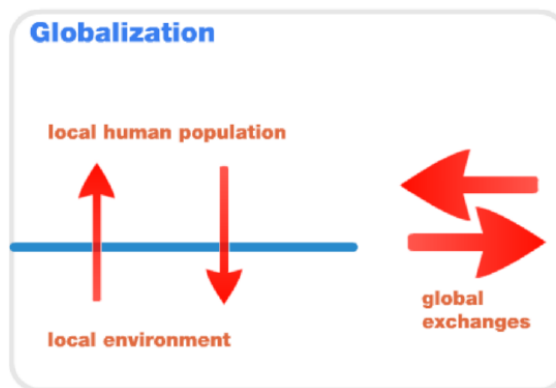 Globalization
local human population
local environment
global
exchanges